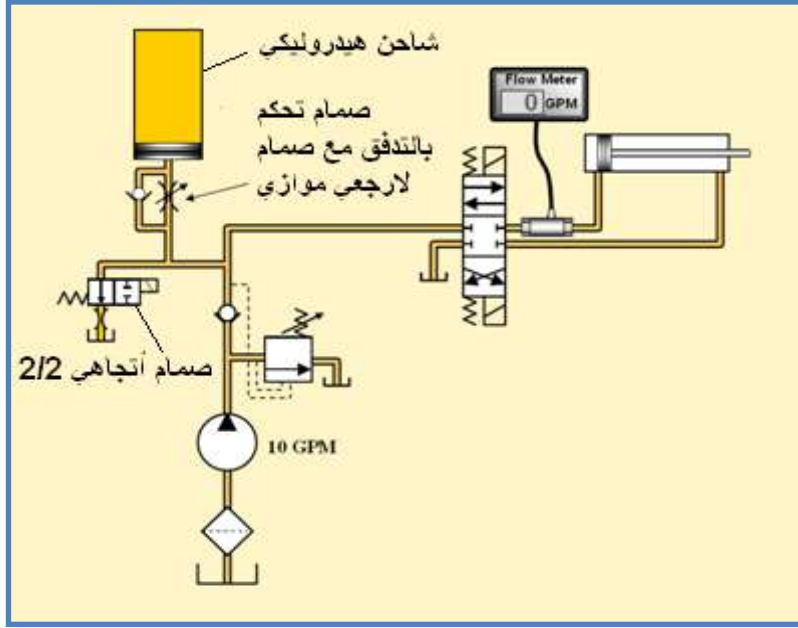 شاحن هيدروليكي
صمام تحكم
بالتدفق مع صمام
لارجعي موازي
Flow Meter
0 GPM
صمام أتجاهي 2/2
10 GPM